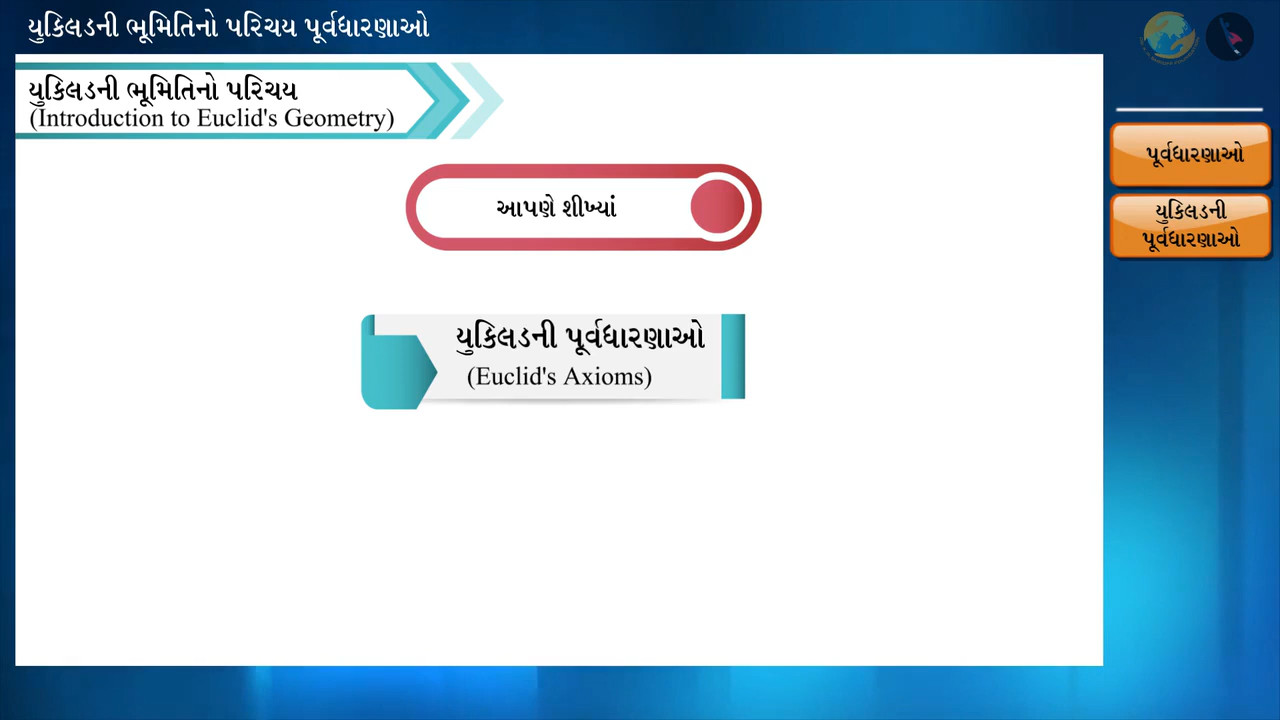 યુક્લિડની ભૂમિતિનો પરિચય પૂર્વધારણાઓ
યુક્લિડની ભૂમિતિનો પરિચય
(Introduction to Euclid's Geometry)
આપણે શીખ્યાં
યુક્લિડની પૂર્વધારણાઓ
(Euclid's Axioms)
પૂર્વધારણાઓ
યુક્લિડની
પૂર્વધારણાઓ